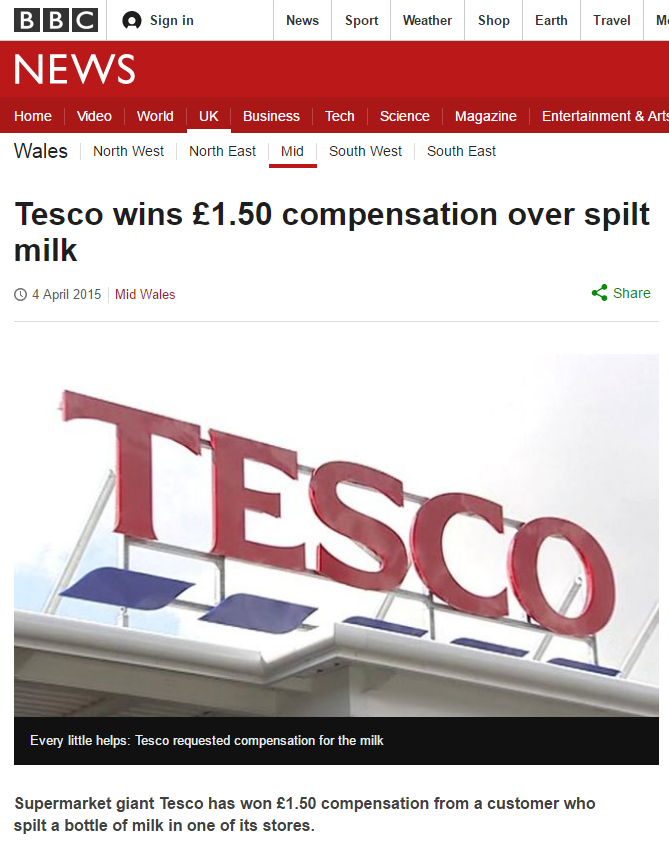 BBC Sign in News Sport Weather Shop Earth Travel
NEWS
Home Video World UK Business Tech Science Magazine Entertainment & Arts
Wales North West North East Mid South West South East
Tesco wins £1.50 compensation over spilt
milk
4 April 2015 Mid Wales Share
TESCO
Every little helps: Tesco requested compensation for the milk
Supermarket giant Tesco has won £1.50 compensation from a customer who
spilt a bottle of milk in one of its stores.